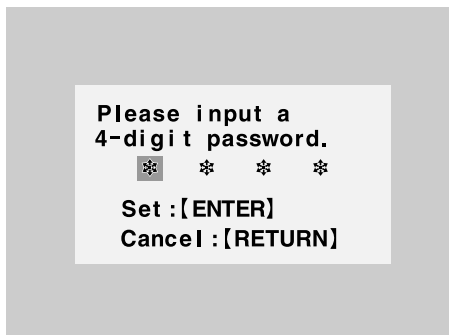 Please input a
4-digit password.
❄ ❄ ❄ ❄
Set :【ENTER】
Cancel :【RETURN】